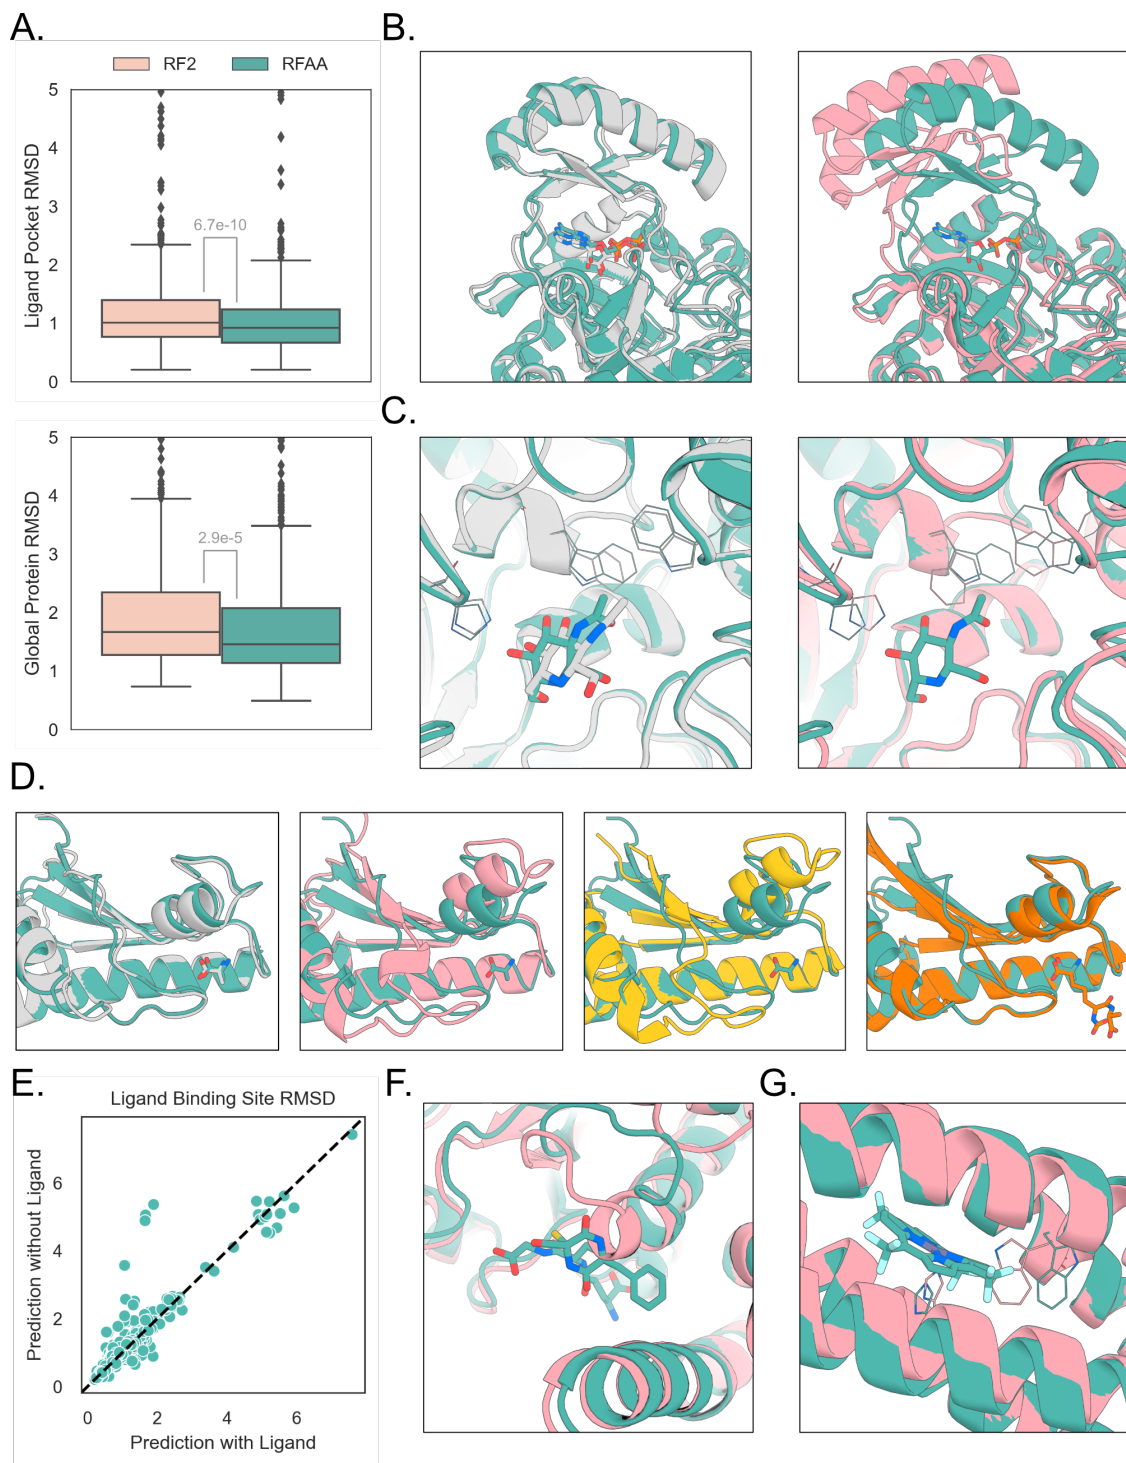 A.
RF2
RFAA
5
4
3
2
1
0
Ligand Pocket RMSD
6.7e-10
5
4
3
2
1
0
Global Protein RMSD
2.9e-5
B.
C.
D.
E.
Ligand Binding Site RMSD
Prediction without Ligand
6
4
2
0
0
2
4
6
Prediction with Ligand
F.
G.